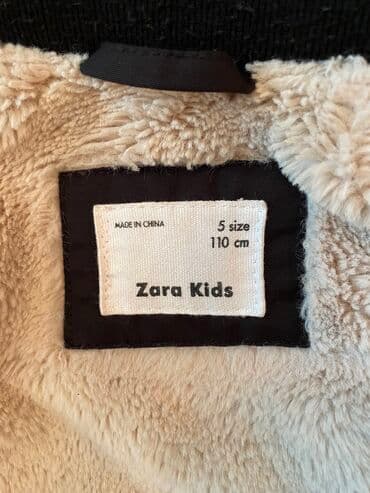 MADE IN CHINA
5 size
110 cm
Zara Kids